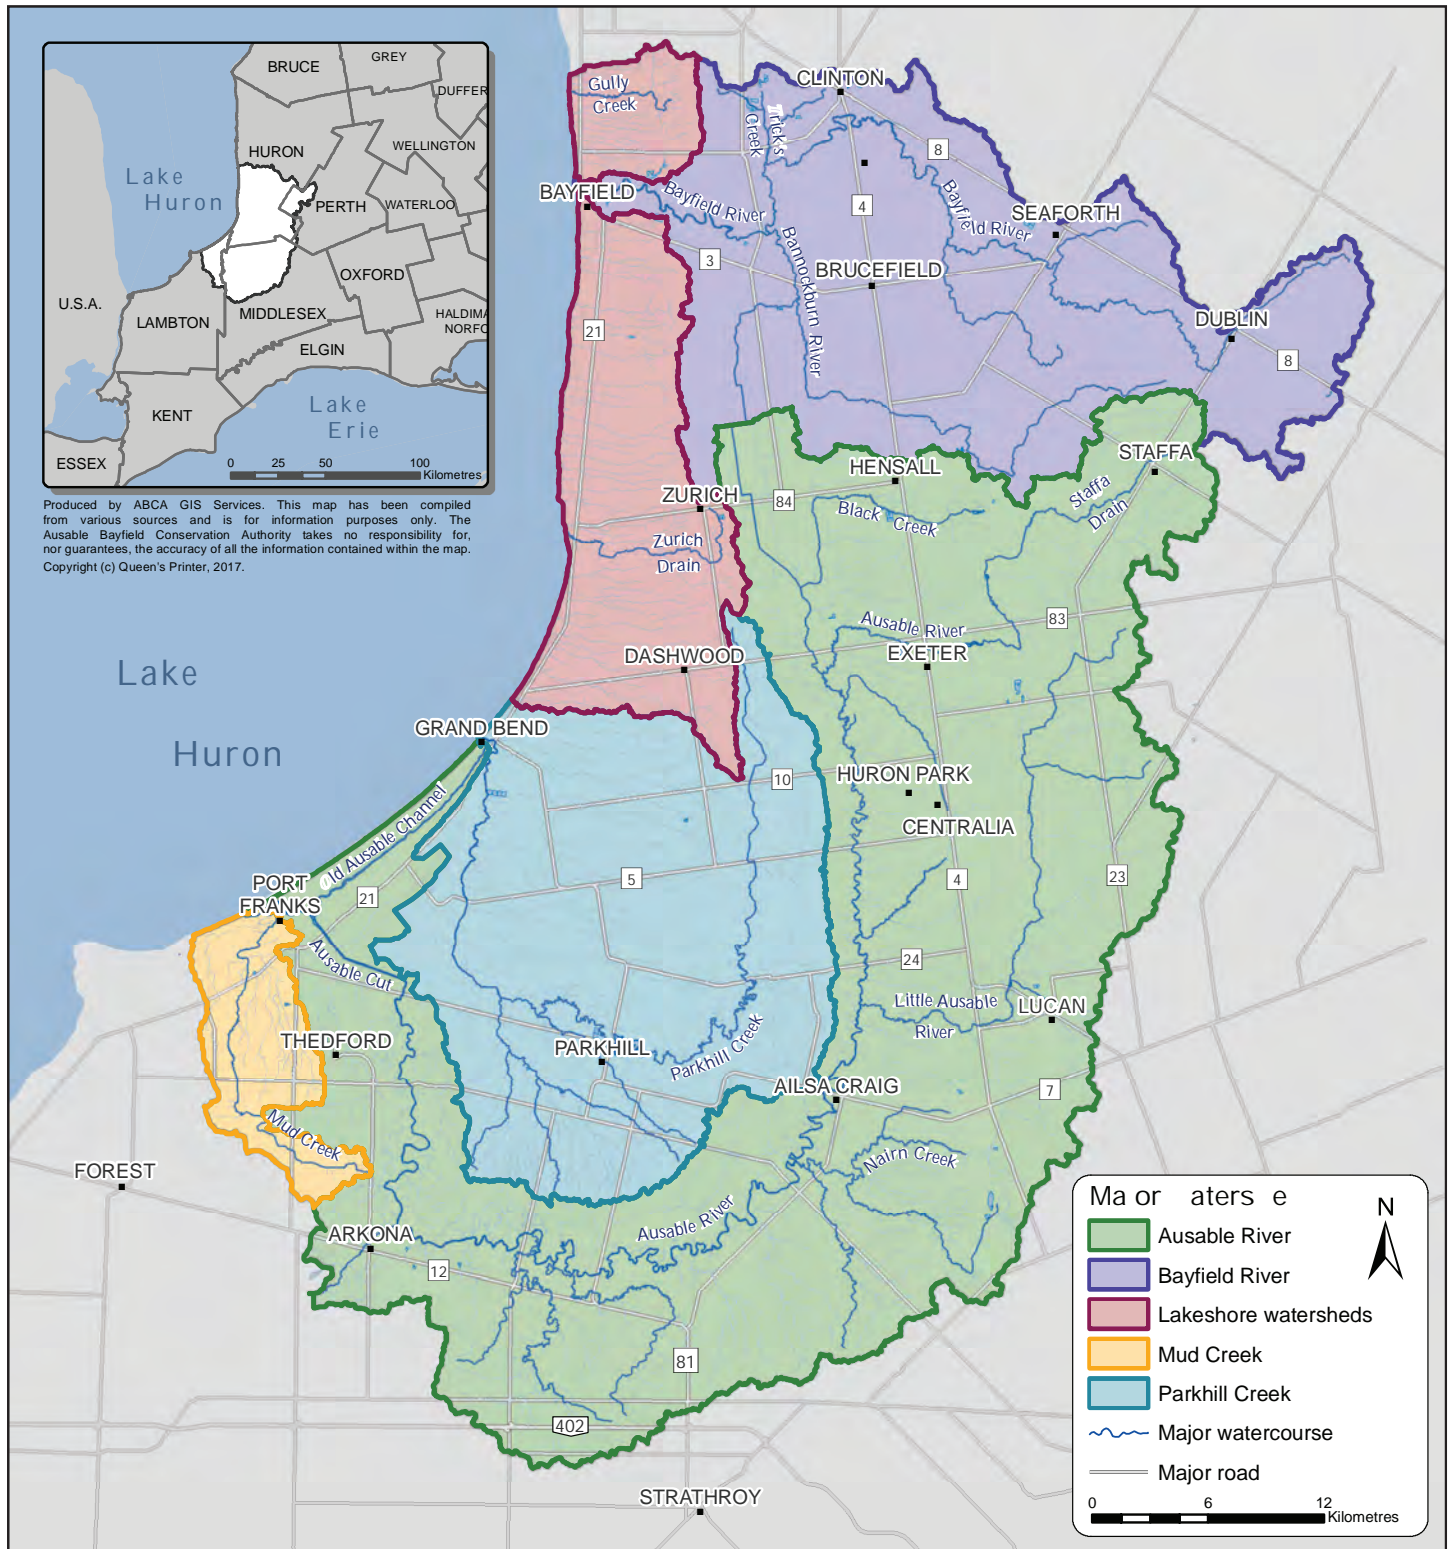 BRUCE
GREY
DUFFER
HURON
WELLINGTON
Lake
Huron
PERTH
WATERLOO
OXFORD
U.S.A.
LAMBTON
MIDDLESEX
HALDIMA
NORFO
ELGIN
KENT
Lake
Erie
ESSEX
0 25 50 100
Kilometres
Produced by ABCA GIS Services. This map has been compiled
from various sources and is for information purposes only. The
Ausable Bayfield Conservation Authority takes no responsibility for,
nor guarantees, the accuracy of all the information contained within the map.
Copyright (c) Queen's Printer, 2017.
Gully
Creek
CLINTON
Trick's
Creek
8
BAYFIELD
Bayfield River
4
Bayfield River
SEAFORTH
3
Bannockburn River
BRUCEFIELD
21
DUBLIN
8
STAFFA
HENSALL
ZURICH
84
Black Creek
Staffa
Drain
Zurich
Drain
Ausable River
83
DASHWOOD
EXETER
Lake
Huron
GRAND BEND
10
HURON PARK
CENTRALIA
Old Ausable Channel
5
4
23
PORT
FRANKS
21
Ausable Cut
24
Little Ausable
River
LUCAN
THEDFORD
PARKHILL
Parkhill Creek
AILSA CRAIG
7
Mud Creek
Nairn Creek
FOREST
Ausable River
ARKONA
12
81
402
STRATHROY
Ma or aters e
N
Ausable River
Bayfield River
Lakeshore watersheds
Mud Creek
Parkhill Creek
Major watercourse
Major road
0 6 12
Kilometres